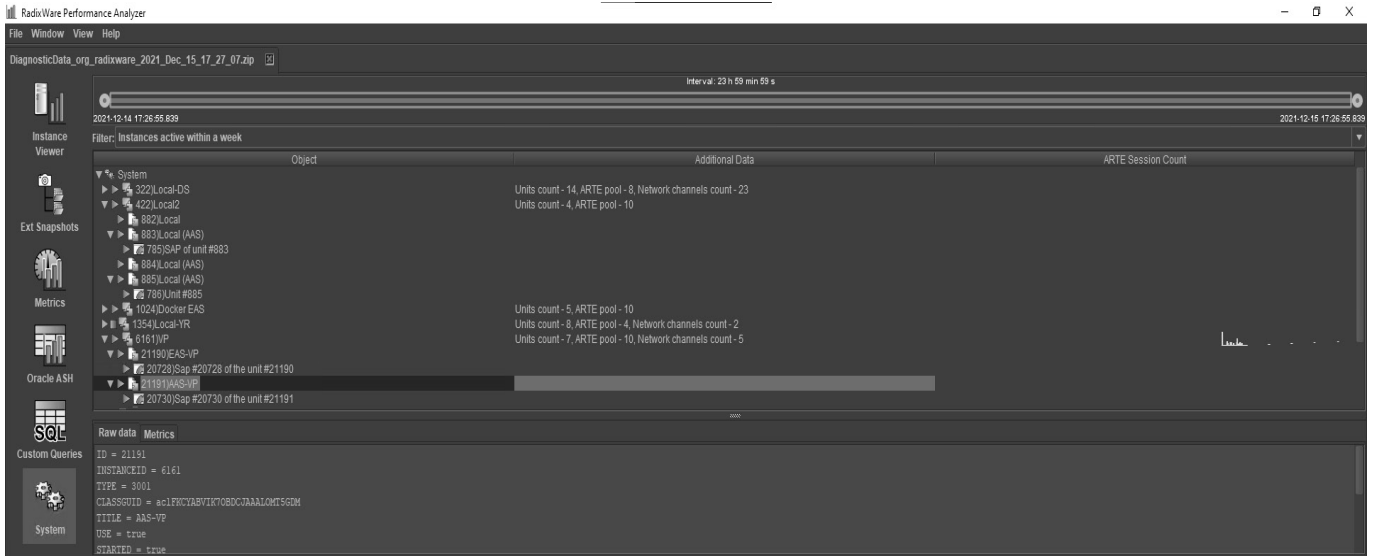 RadixWare Performance Analyzer
File Window View Help
DiagnosticData_org_radixware_2021_Dec_15_17_27_07.zip
Interval: 23 h 59 min 59 s
2021-12-14 17:26:55.839 2021-12-15 17:26:55.839
Instance
Viewer
Filter: Instances active within a week
Object Additional Data ARTE Session Count
System
322)Local-DS Units count - 14, ARTE pool - 8, Network channels count - 23
422)Local2 Units count - 4, ARTE pool - 10
882)Local
Ext Snapshots
883)Local (AAS)
785)SAP of unit #883
884)Local (AAS)
885)Local (AAS)
786)Unit #885
Metrics
1024)Docker EAS Units count - 5, ARTE pool - 10
1354)Local-YR Units count - 8, ARTE pool - 4, Network channels count - 2
6161)VP Units count - 7, ARTE pool - 10, Network channels count - 5
21190)EAS-VP
20728)Sap #20728 of the unit #21190
Oracle ASH
21191)AAS-VP
20730)Sap #20730 of the unit #21191
SQL
Custom Queries
Raw data Metrics
ID = 21191
INSTANCEID = 6161
TYPE = 3001
CLASSGUID = aclFKCYABVIK7OBDCJAAALOMT5GDM
TITLE = AAS-VP
System
USE = true
STARTED = true